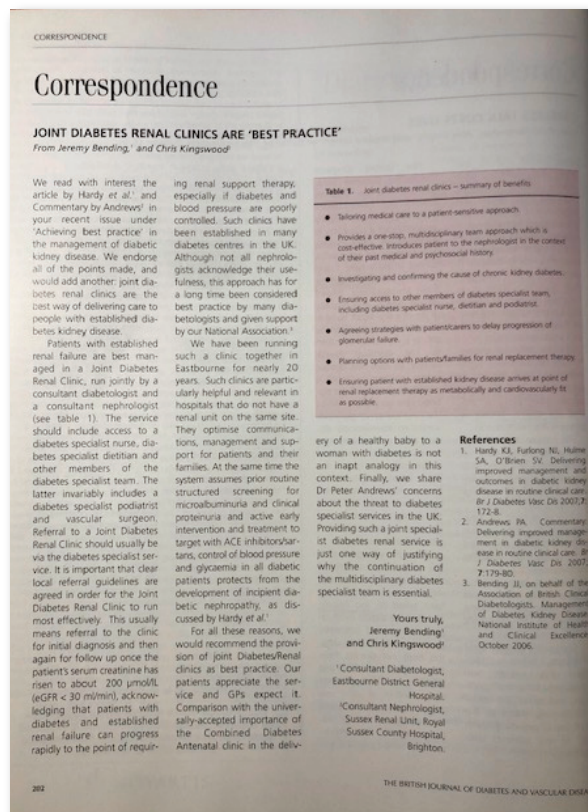 CORRESPONDENCE
Correspondence
JOINT DIABETES RENAL CLINICS ARE ‘BEST PRACTICE’
From Jeremy Bending,¹ and Chris Kingswood²
We read with interest the
article by Hardy et al.¹ and
Commentary by Andrews² in
your recent issue under
‘Achieving best practice’ in
the management of diabetic
kidney disease. We endorse
all of the points made, and
would add another: joint dia-
betes renal clinics are the
best way of delivering care to
people with established dia-
betes kidney disease.
Patients with established
renal failure are best man-
aged in a Joint Diabetes
Renal Clinic, run jointly by a
consultant diabetologist and
a consultant nephrologist
(see table 1). The service
should include access to a
diabetes specialist nurse, dia-
betes specialist dietitian and
other members of the
diabetes specialist team. The
latter invariably includes a
diabetes specialist podiatrist
and vascular surgeon.
Referral to a Joint Diabetes
Renal Clinic should usually be
via the diabetes specialist ser-
vice. It is important that clear
local referral guidelines are
agreed in order for the Joint
Diabetes Renal Clinic to run
most effectively. This usually
means referral to the clinic
for initial diagnosis and then
again for follow up once the
patient’s serum creatinine has
risen to about 200 µmol/L
(eGFR < 30 ml/min), acknow-
ledging that patients with
diabetes and established
renal failure can progress
rapidly to the point of requir-
ing renal support therapy,
especially if diabetes and
blood pressure are poorly
controlled. Such clinics have
been established in many
diabetes centres in the UK.
Although not all nephrolo-
gists acknowledge their use-
fulness, this approach has for
a long time been considered
best practice by many dia-
betologists and given support
by our National Association.³
We have been running
such a clinic together in
Eastbourne for nearly 20
years. Such clinics are partic-
ularly helpful and relevant in
hospitals that do not have a
renal unit on the same site.
They optimise communica-
tions, management and sup-
port for patients and their
families. At the same time the
system assumes prior routine
structured screening for
microalbuminuria and clinical
proteinuria and active early
intervention and treatment to
target with ACE inhibitors/sar-
tans, control of blood pressure
and glycaemia in all diabetic
patients protects from the
development of incipient dia-
betic nephropathy, as dis-
cussed by Hardy et al.¹
For all these reasons, we
would recommend the provi-
sion of joint Diabetes/Renal
clinics as best practice. Our
patients appreciate the ser-
vice and GPs expect it.
Comparison with the univer-
sally-accepted importance of
the Combined Diabetes
Antenatal clinic in the deliv-
Table 1. Joint diabetes renal clinics – summary of benefits
● Tailoring medical care to a patient-sensitive approach.
● Provides a one-stop, multidisciplinary team approach which is
cost-effective. Introduces patient to the nephrologist in the context
of their past medical and psychosocial history.
● Investigating and confirming the cause of chronic kidney diabetes.
● Ensuring access to other members of diabetes specialist team,
including diabetes specialist nurse, dietitian and podiatrist.
● Agreeing strategies with patient/carers to delay progression of
glomerular failure.
● Planning options with patients/families for renal replacement therapy.
● Ensuring patient with established kidney disease arrives at point of
renal replacement therapy as metabolically and cardiovascularly fit
as possible.
ery of a healthy baby to a
woman with diabetes is not
an inapt analogy in this
context. Finally, we share
Dr Peter Andrews’ concerns
about the threat to diabetes
specialist services in the UK.
Providing such a joint special-
ist diabetes renal service is
just one way of justifying
why the continuation of
the multidisciplinary diabetes
specialist team is essential.
Yours truly,
Jeremy Bending¹
and Chris Kingswood²
¹Consultant Diabetologist,
Eastbourne District General
Hospital.
²Consultant Nephrologist,
Sussex Renal Unit, Royal
Sussex County Hospital,
Brighton.
References
1. Hardy KJ, Furlong NJ, Hulme
SA, O’Brien SV. Delivering
improved management and
outcomes in diabetic kidney
disease in routine clinical care.
Br J Diabetes Vasc Dis 2007;7:
172-8.
2. Andrews PA. Commentary.
Delivering improved manage-
ment in diabetic kidney dis-
ease in routine clinical care. Br
J Diabetes Vasc Dis 2007;
7:179-80.
3. Bending JJ, on behalf of the
Association of British Clinical
Diabetologists. Management
of Diabetes Kidney Disease.
National Institute of Health
and Clinical Excellence
October 2006.
202
THE BRITISH JOURNAL OF DIABETES AND VASCULAR DISEA